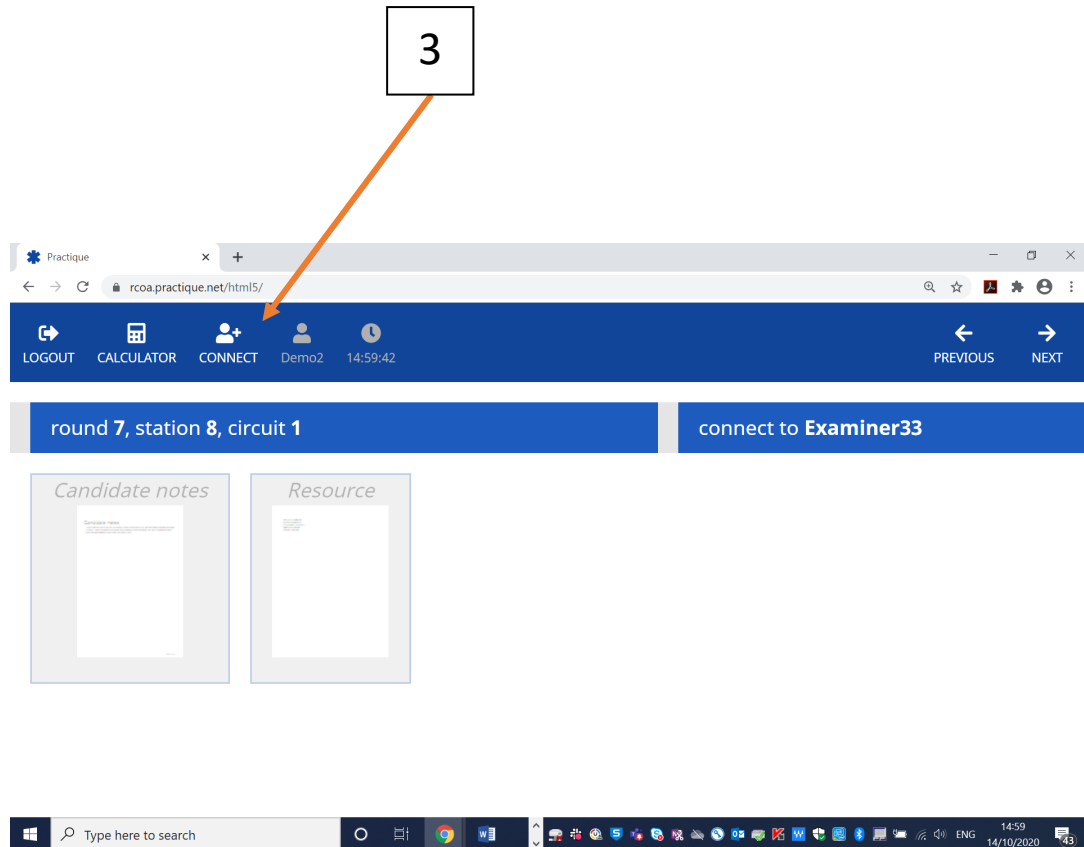 3
Practique
rcoa.practique.net/html5/
LOGOUT CALCULATOR CONNECT Demo2 14:59:42 PREVIOUS NEXT
round 7, station 8, circuit 1 connect to Examiner33
Candidate notes Resource
Candidate notes
Type here to search ENG 14:59
14/10/2020 43